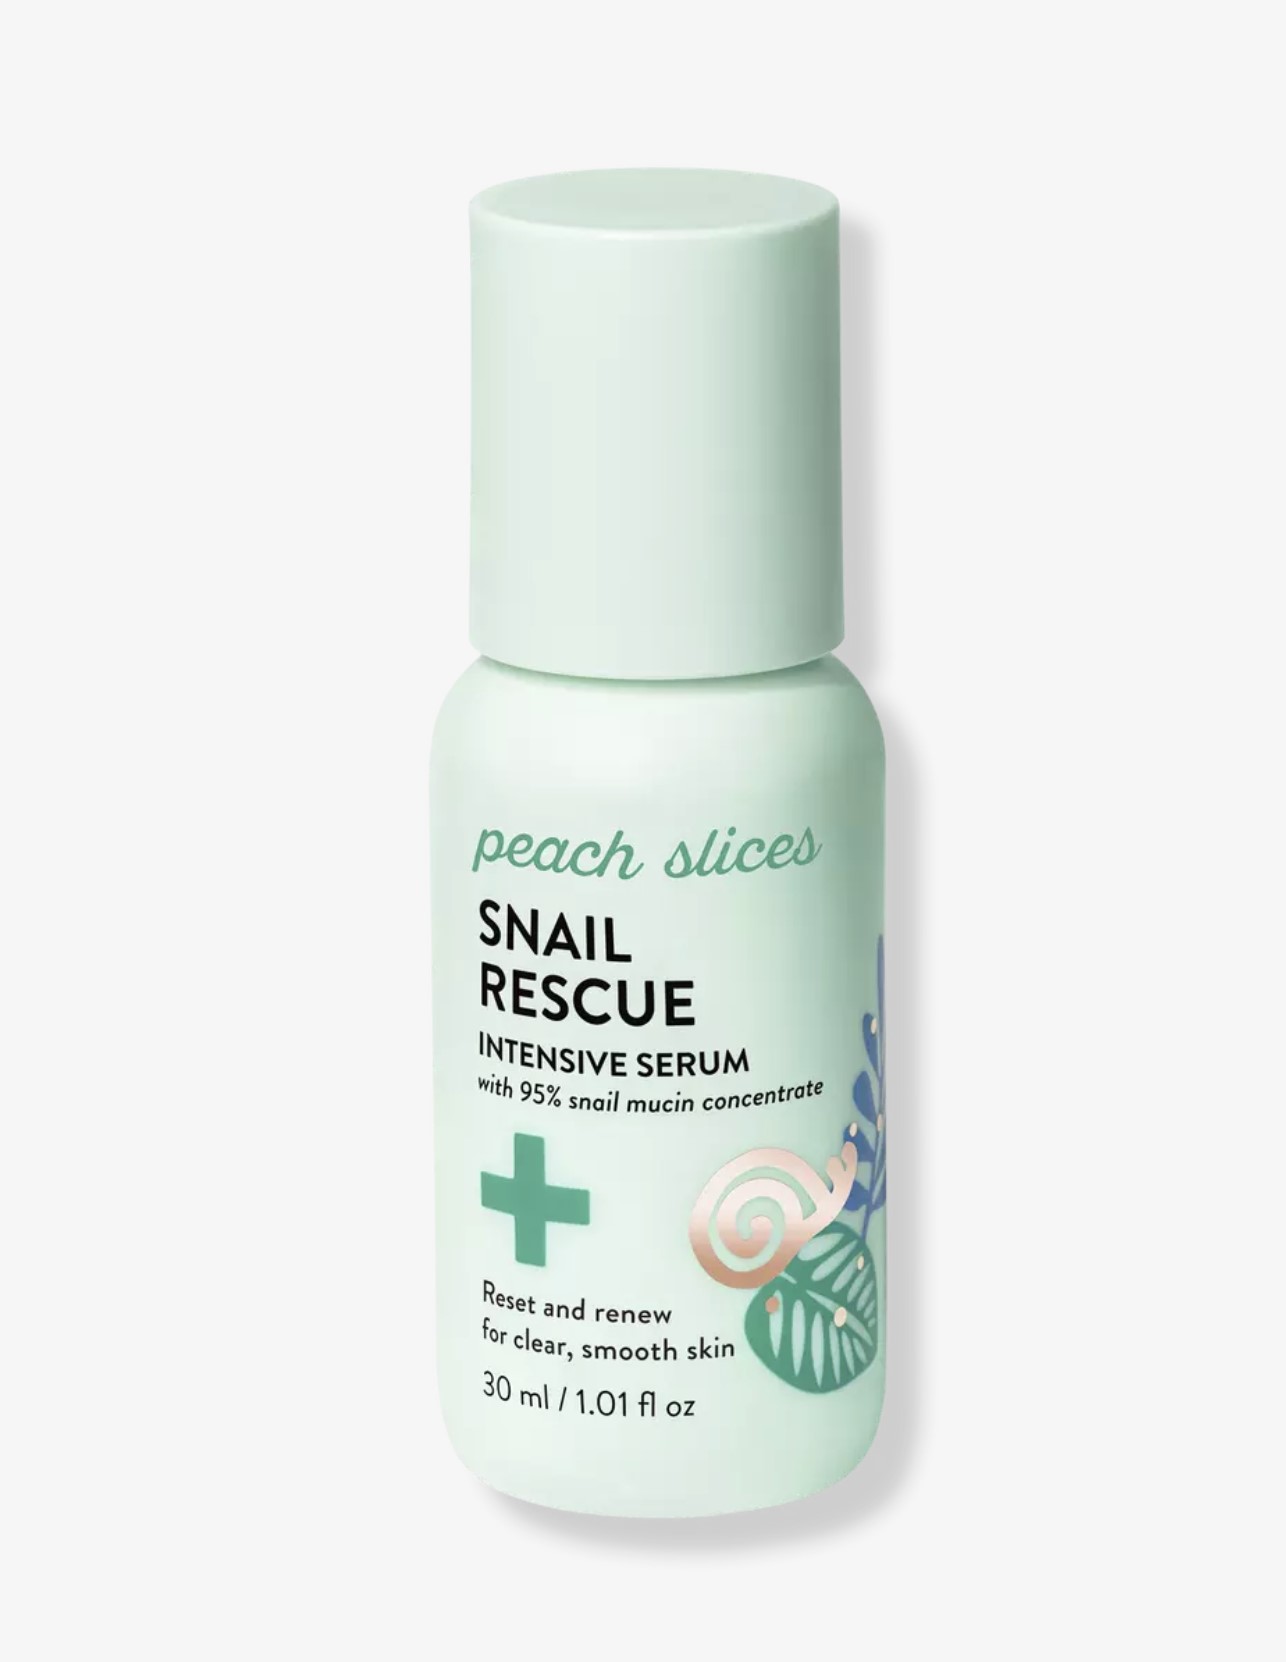 peach slices
SNAIL
RESCUE
INTENSIVE SERUM
with 95% snail mucin concentrate
Reset and renew
for clear, smooth skin
30 ml / 1.01 fl oz